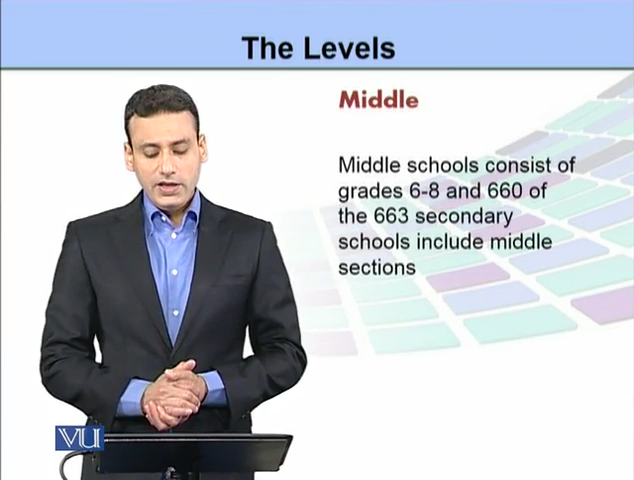 The Levels
Middle
Middle schools consist of
grades 6-8 and 660 of
the 663 secondary
schools include middle
sections
VU